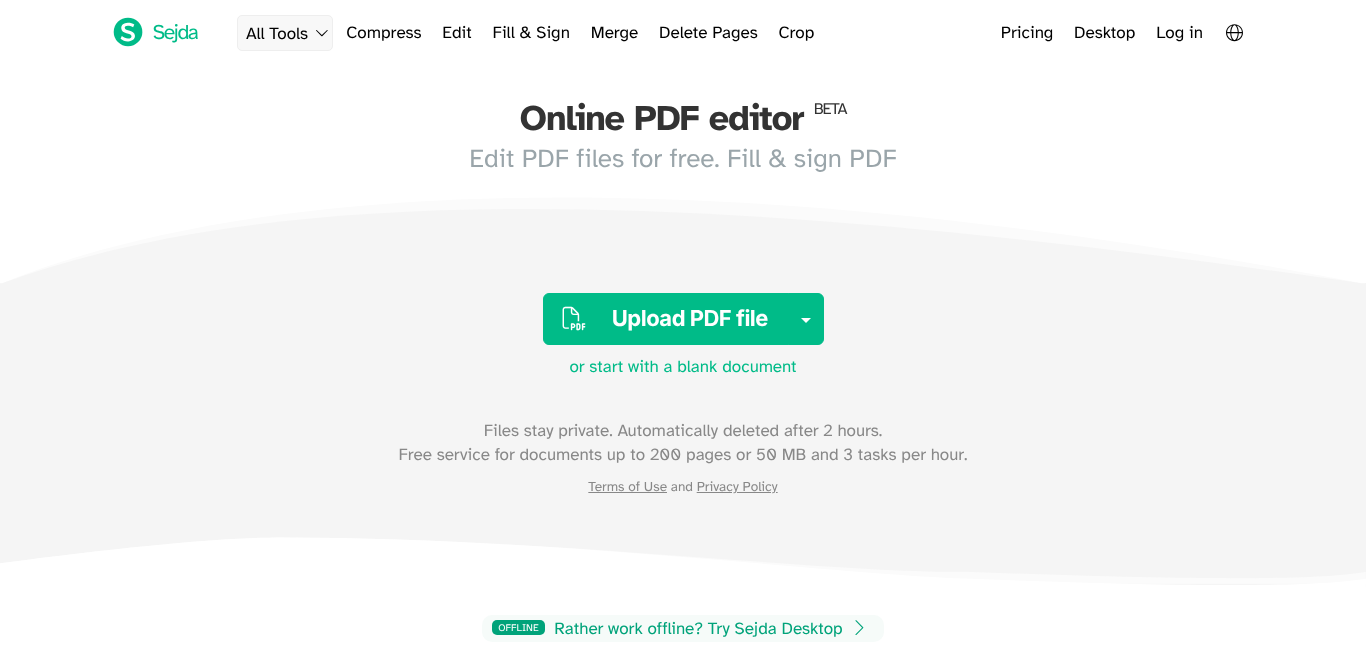 S Sejda
All Tools Compress Edit Fill & Sign Merge Delete Pages Crop Pricing Desktop Log in
Online PDF editor BETA
Edit PDF files for free. Fill & sign PDF
PDF Upload PDF file
or start with a blank document
Files stay private. Automatically deleted after 2 hours.
Free service for documents up to 200 pages or 50 MB and 3 tasks per hour.
Terms of Use and Privacy Policy
OFFLINE Rather work offline? Try Sejda Desktop